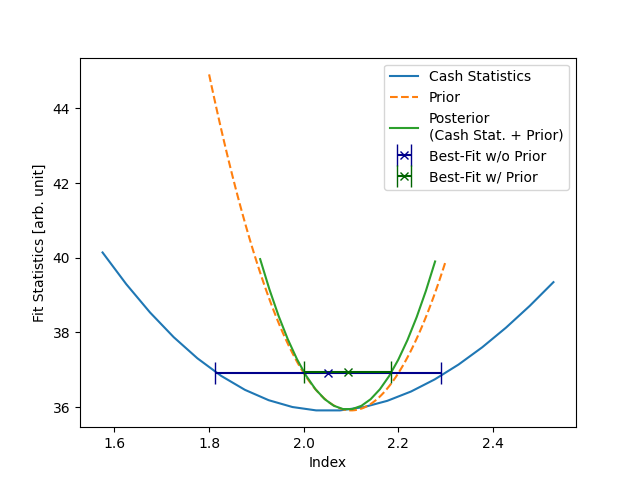 Cash Statistics
Prior
Posterior
(Cash Stat. + Prior)
Best-Fit w/o Prior
Best-Fit w/ Prior
Fit Statistics [arb. unit]
44
42
40
38
36
1.6
1.8
2.0
2.2
2.4
Index